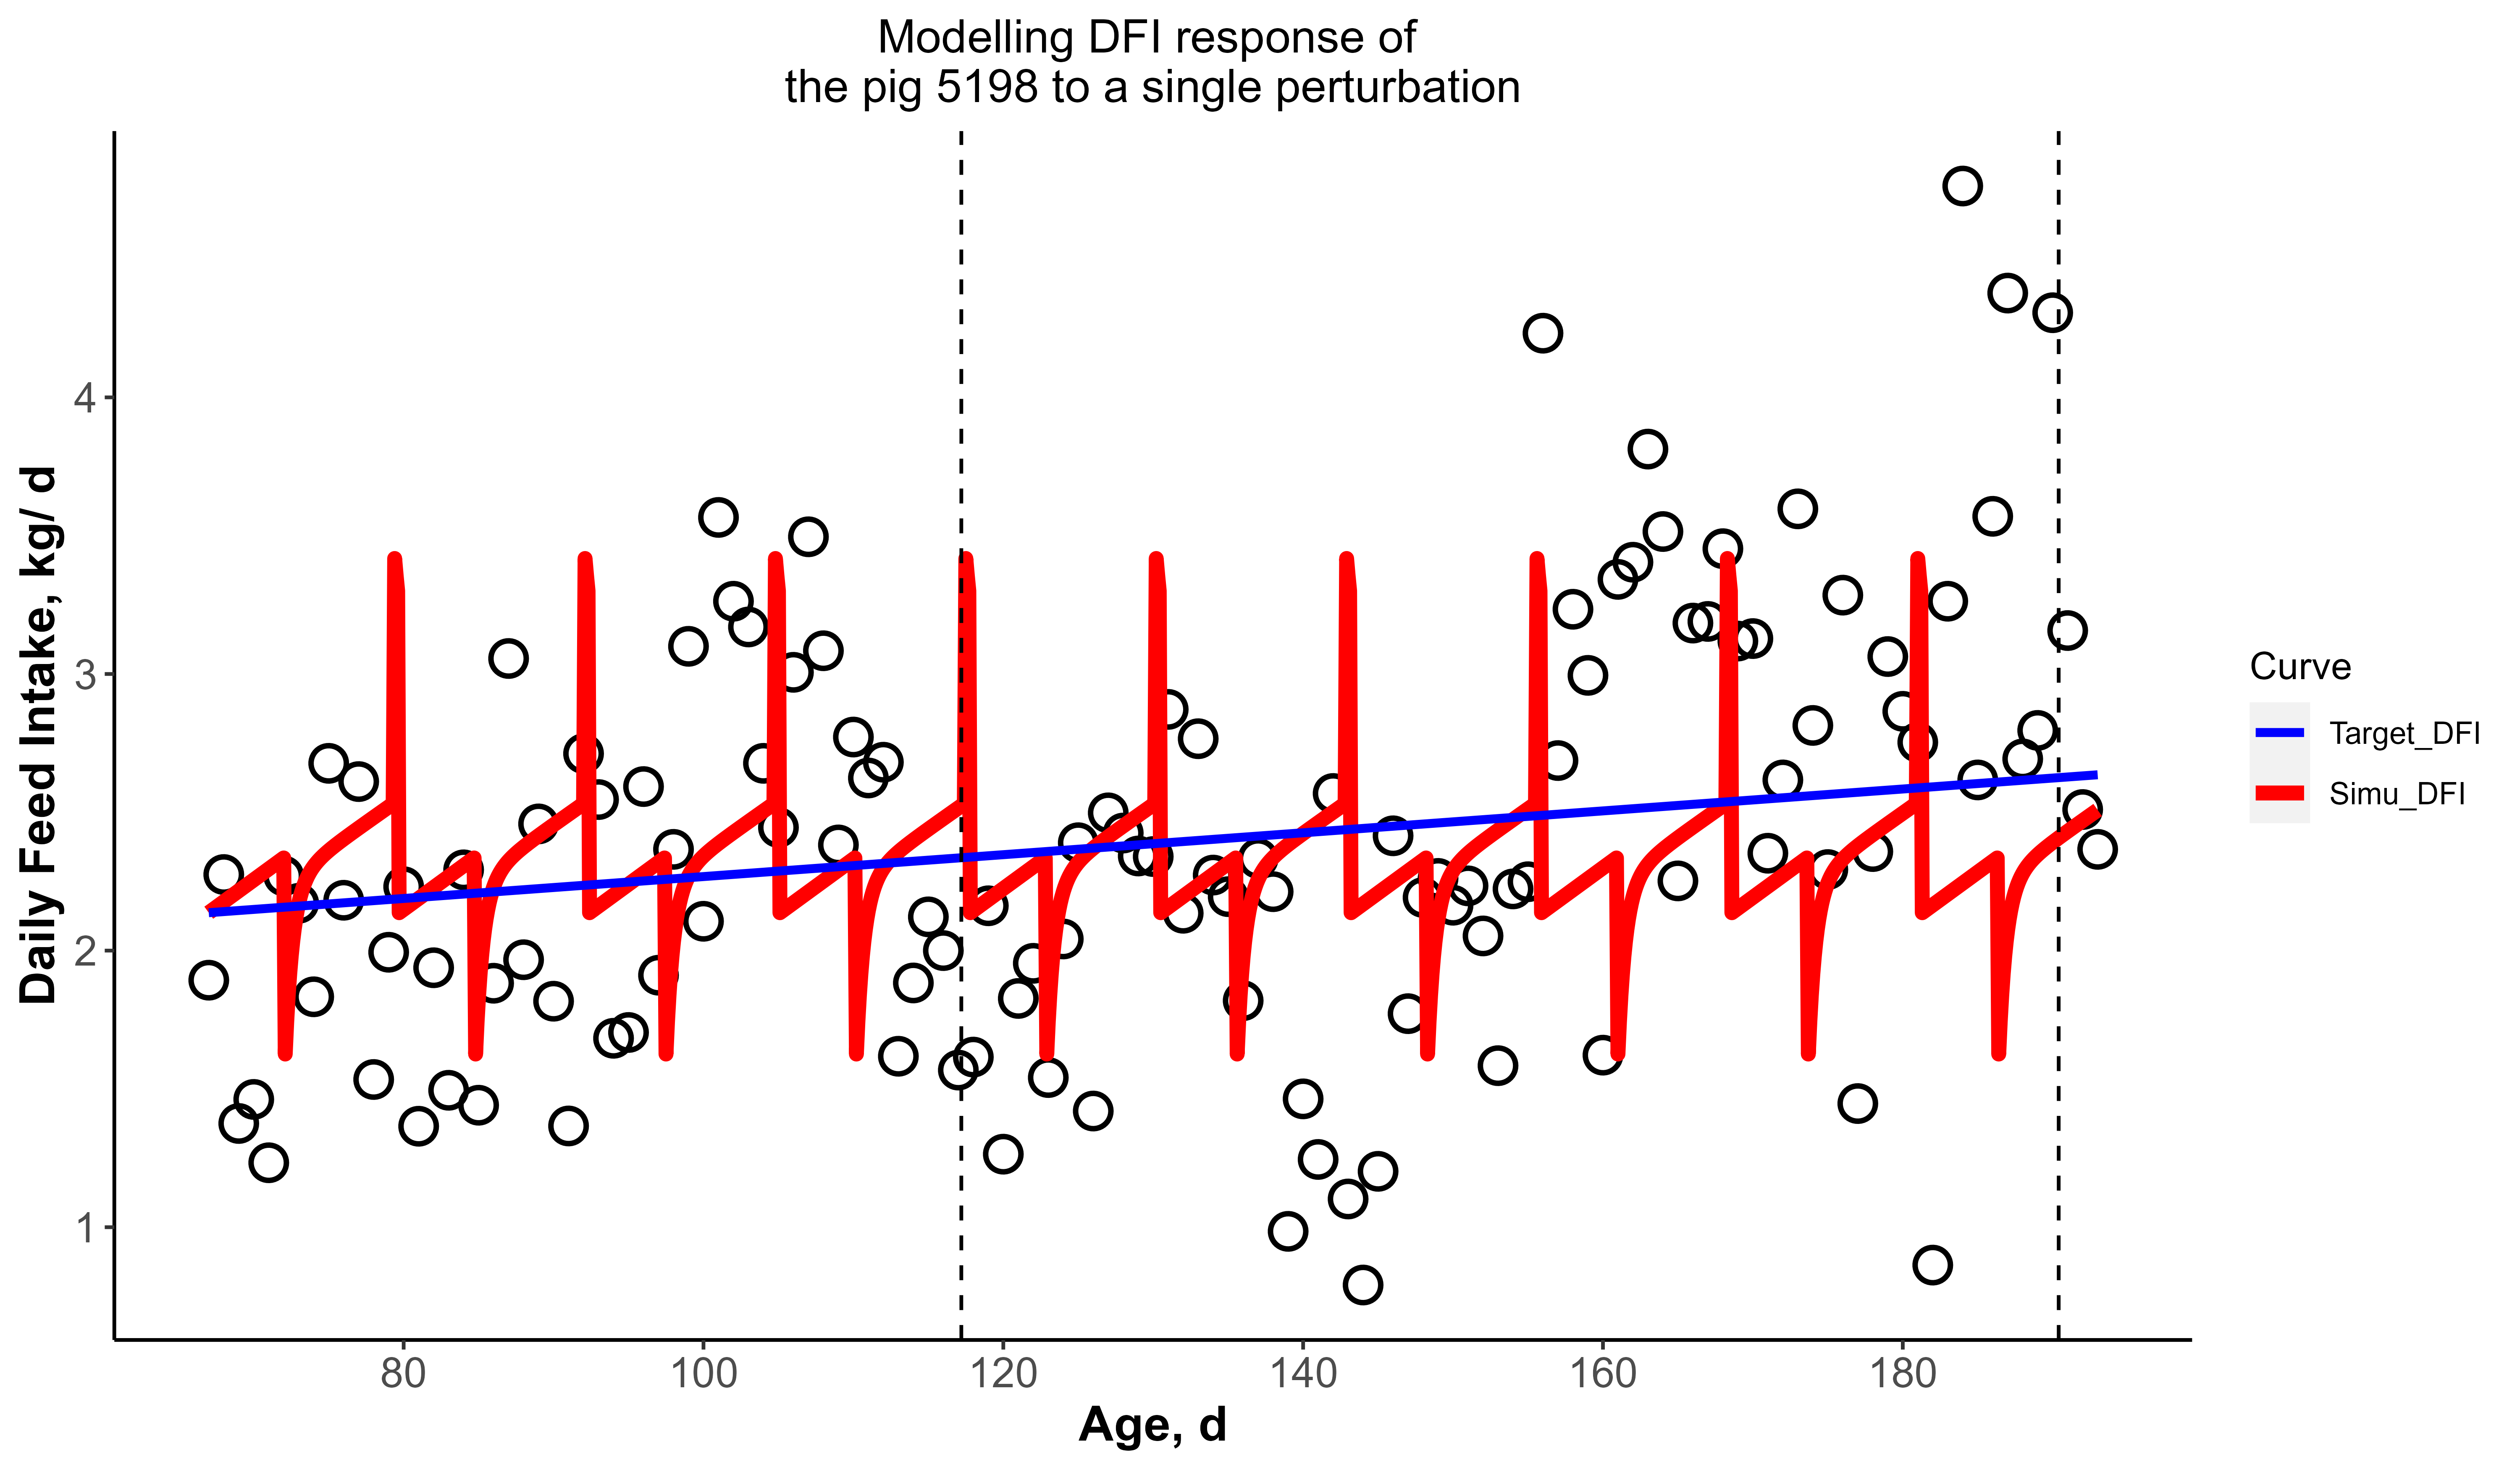 Modelling DFI response of
the pig 5198 to a single perturbation
Daily Feed Intake, kg/ d
4
3
2
1
80
100
120
140
160
180
Age, d
Curve
Target_DFI
Simu_DFI